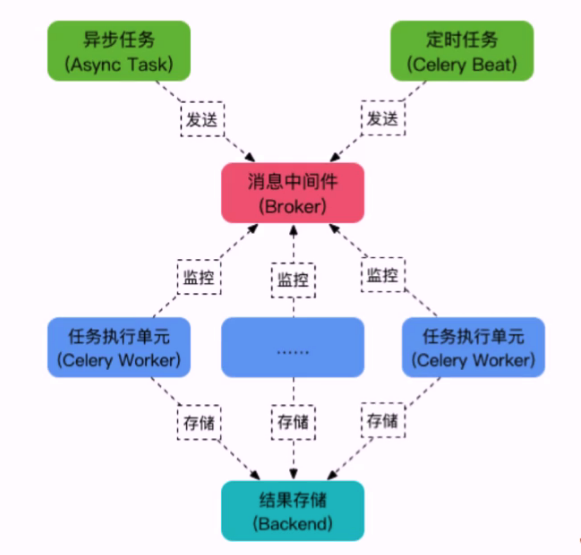 异步任务
(Async Task)
定时任务
(Celery Beat)
发送
发送
消息中间件
(Broker)
监控
监控
监控
任务执行单元
(Celery Worker)
......
任务执行单元
(Celery Worker)
存储
存储
存储
结果存储
(Backend)